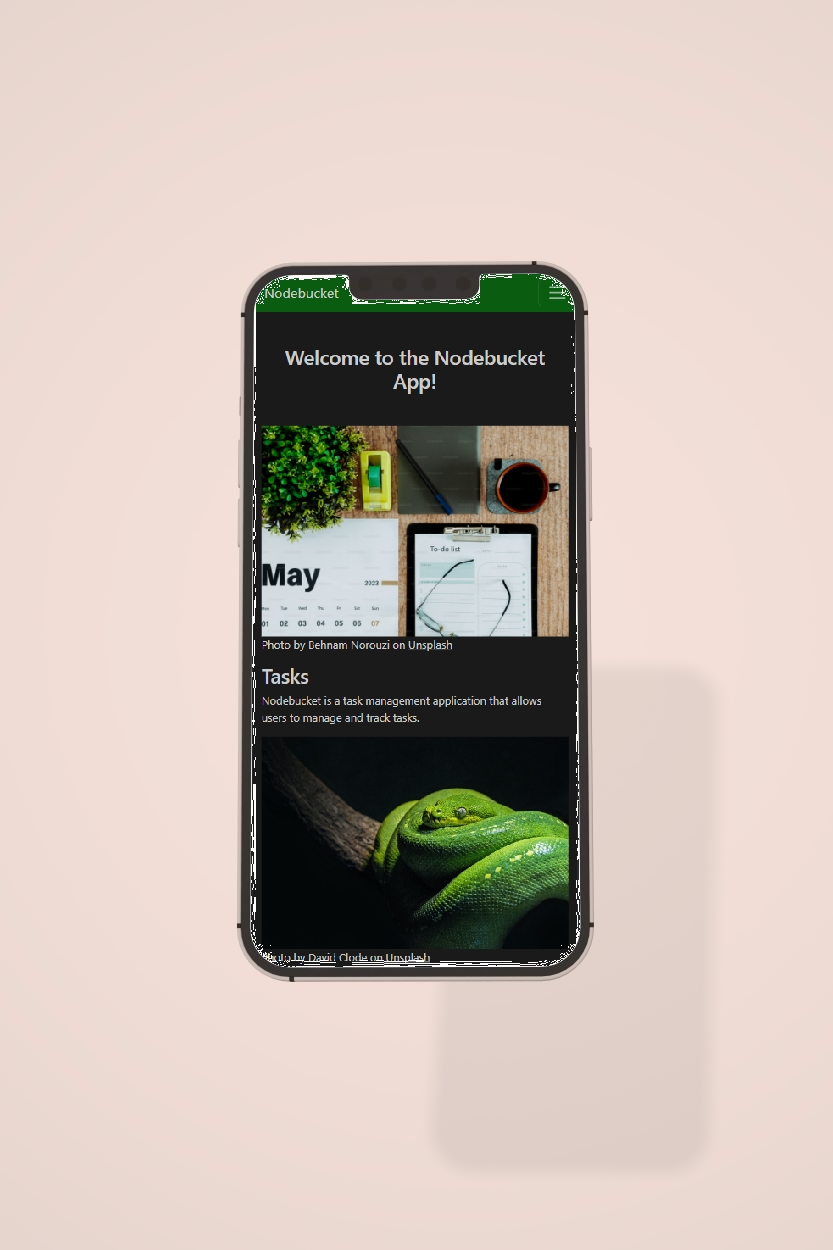 Nodebucket
Welcome to the Nodebucket
App!
To-do list
May
2023
Tue Wed Thu Fri Sat Sun
01 02 03 04 05 06 07
Photo by Behnam Norouzi on Unsplash
Tasks
Nodebucket is a task management application that allows
users to manage and track tasks.
Photo by David Clode on Unsplash